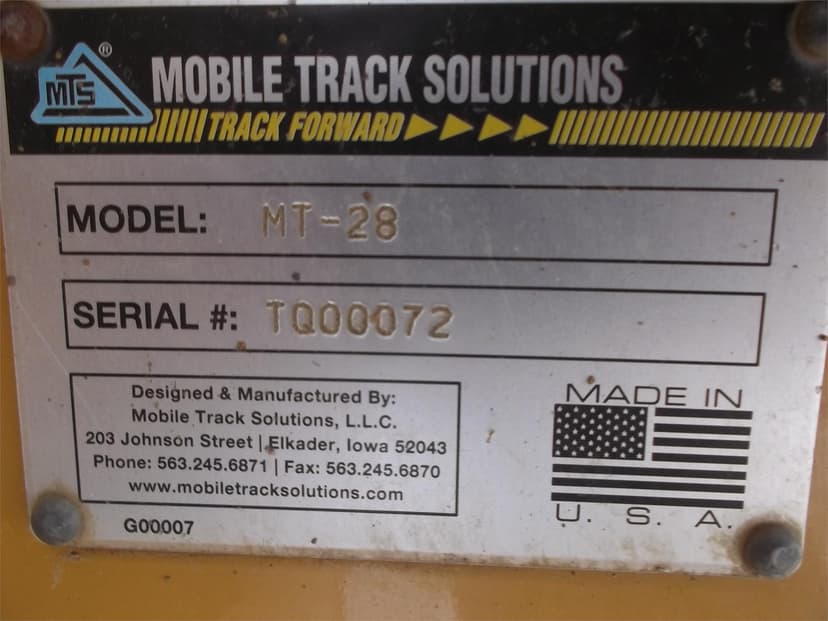 MTS ®
MOBILE TRACK SOLUTIONS
TRACK FORWARD
MODEL: MT-28
SERIAL #: TQ00072
Designed & Manufactured By:
Mobile Track Solutions, L.L.C.
203 Johnson Street | Elkader, Iowa 52043
Phone: 563.245.6871 | Fax: 563.245.6870
www.mobiletracksolutions.com
G00007
MADE IN
U. S. A.